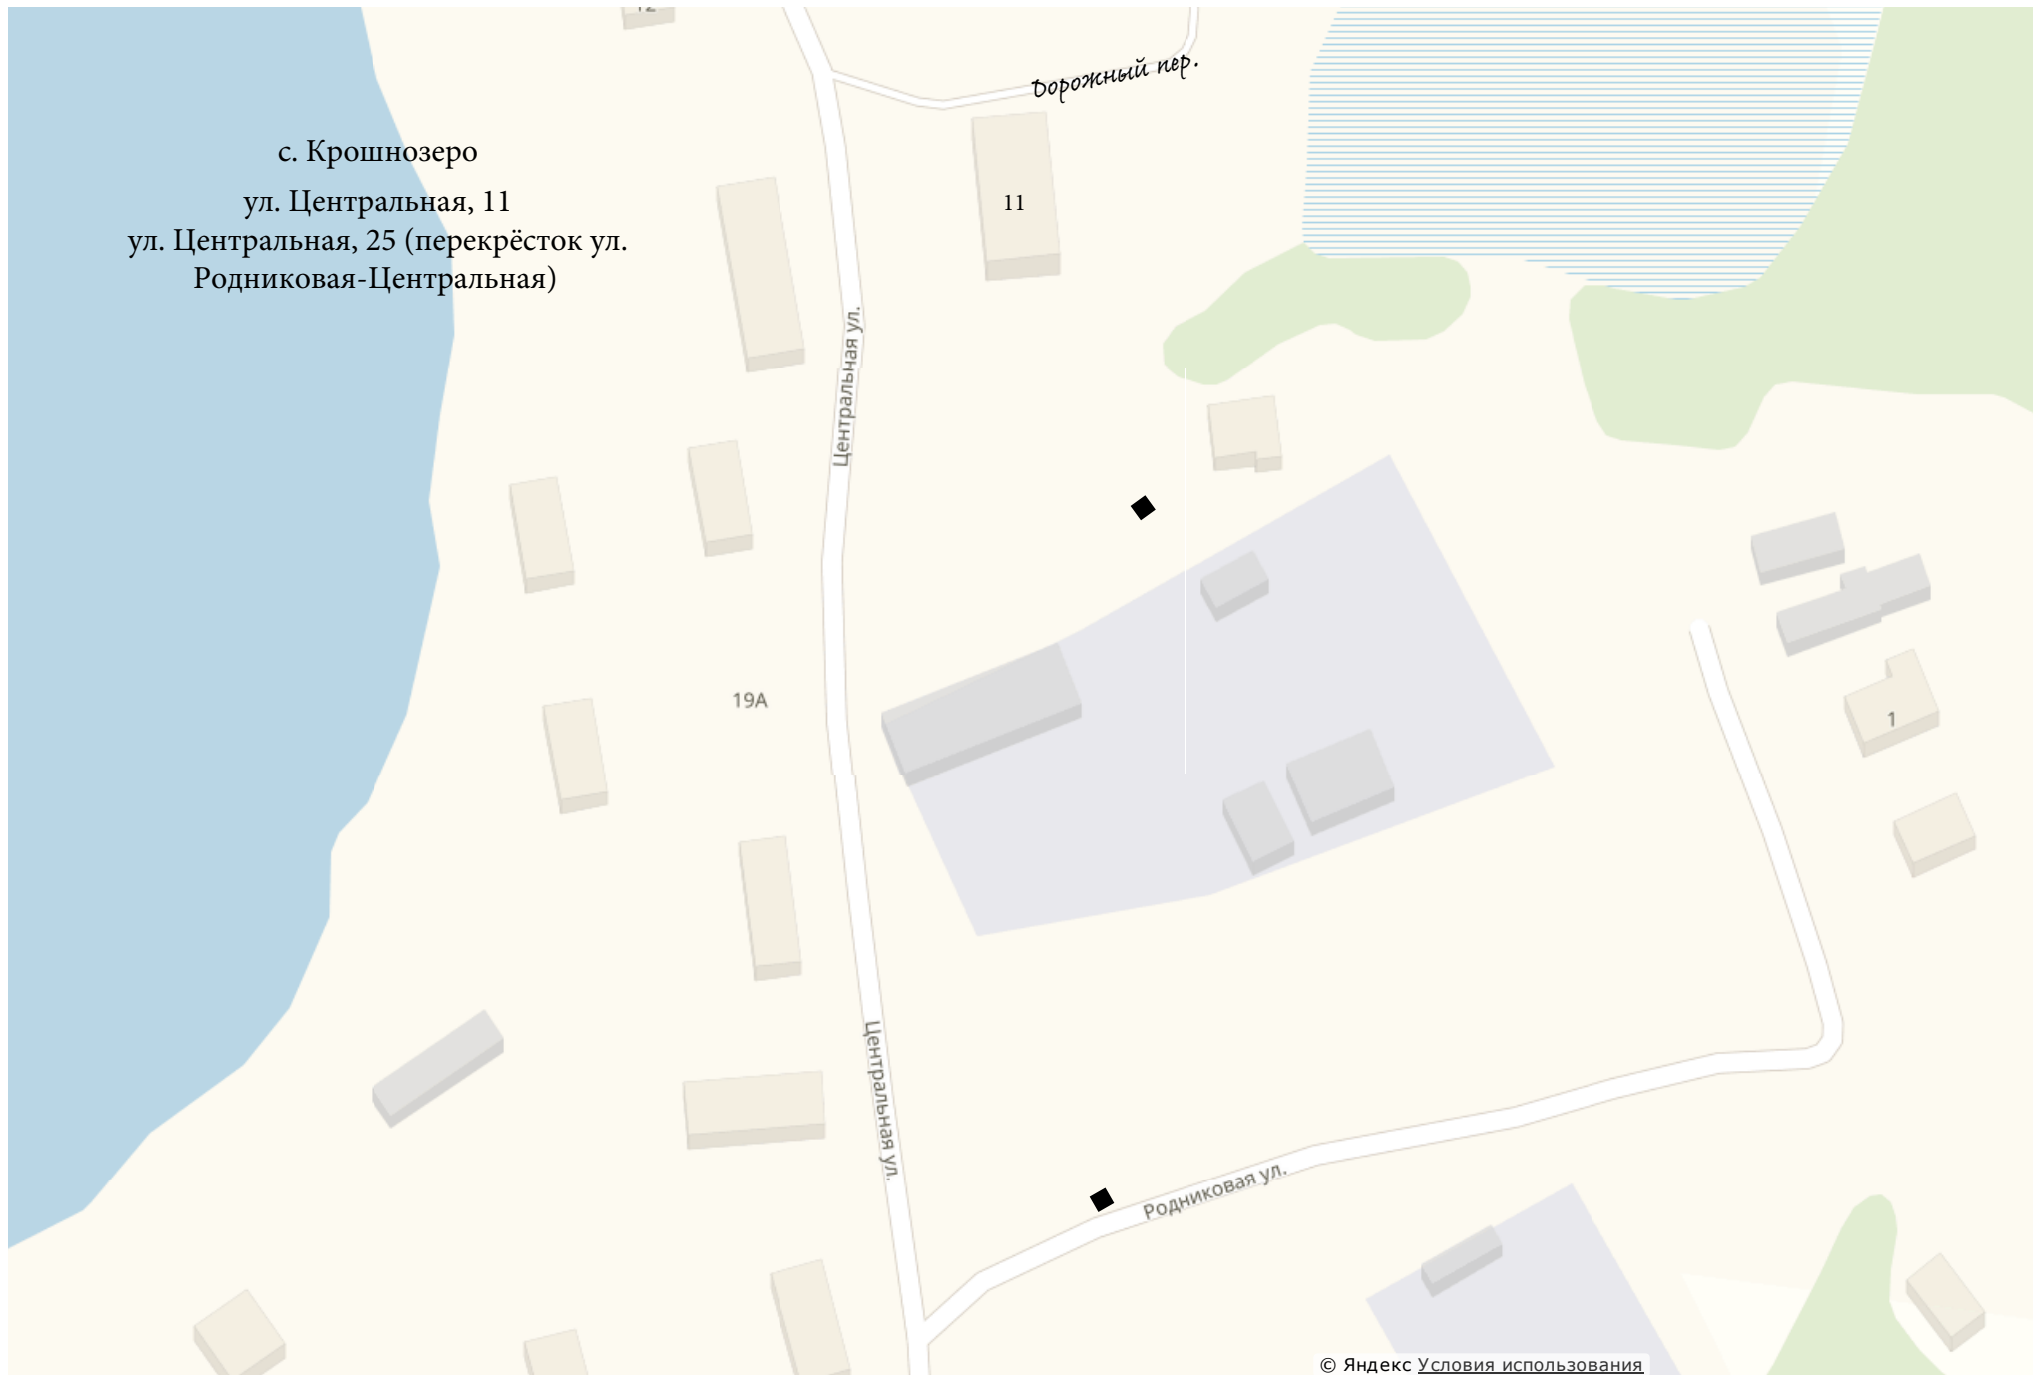 12
Дорожный пер.
с. Крошнозеро
ул. Центральная, 11
ул. Центральная, 25 (перекрёсток ул.
Родниковая-Центральная)
11
Центральная ул.
19А
1
Центральная ул.
Родниковая ул.
© Яндекс Условия использования